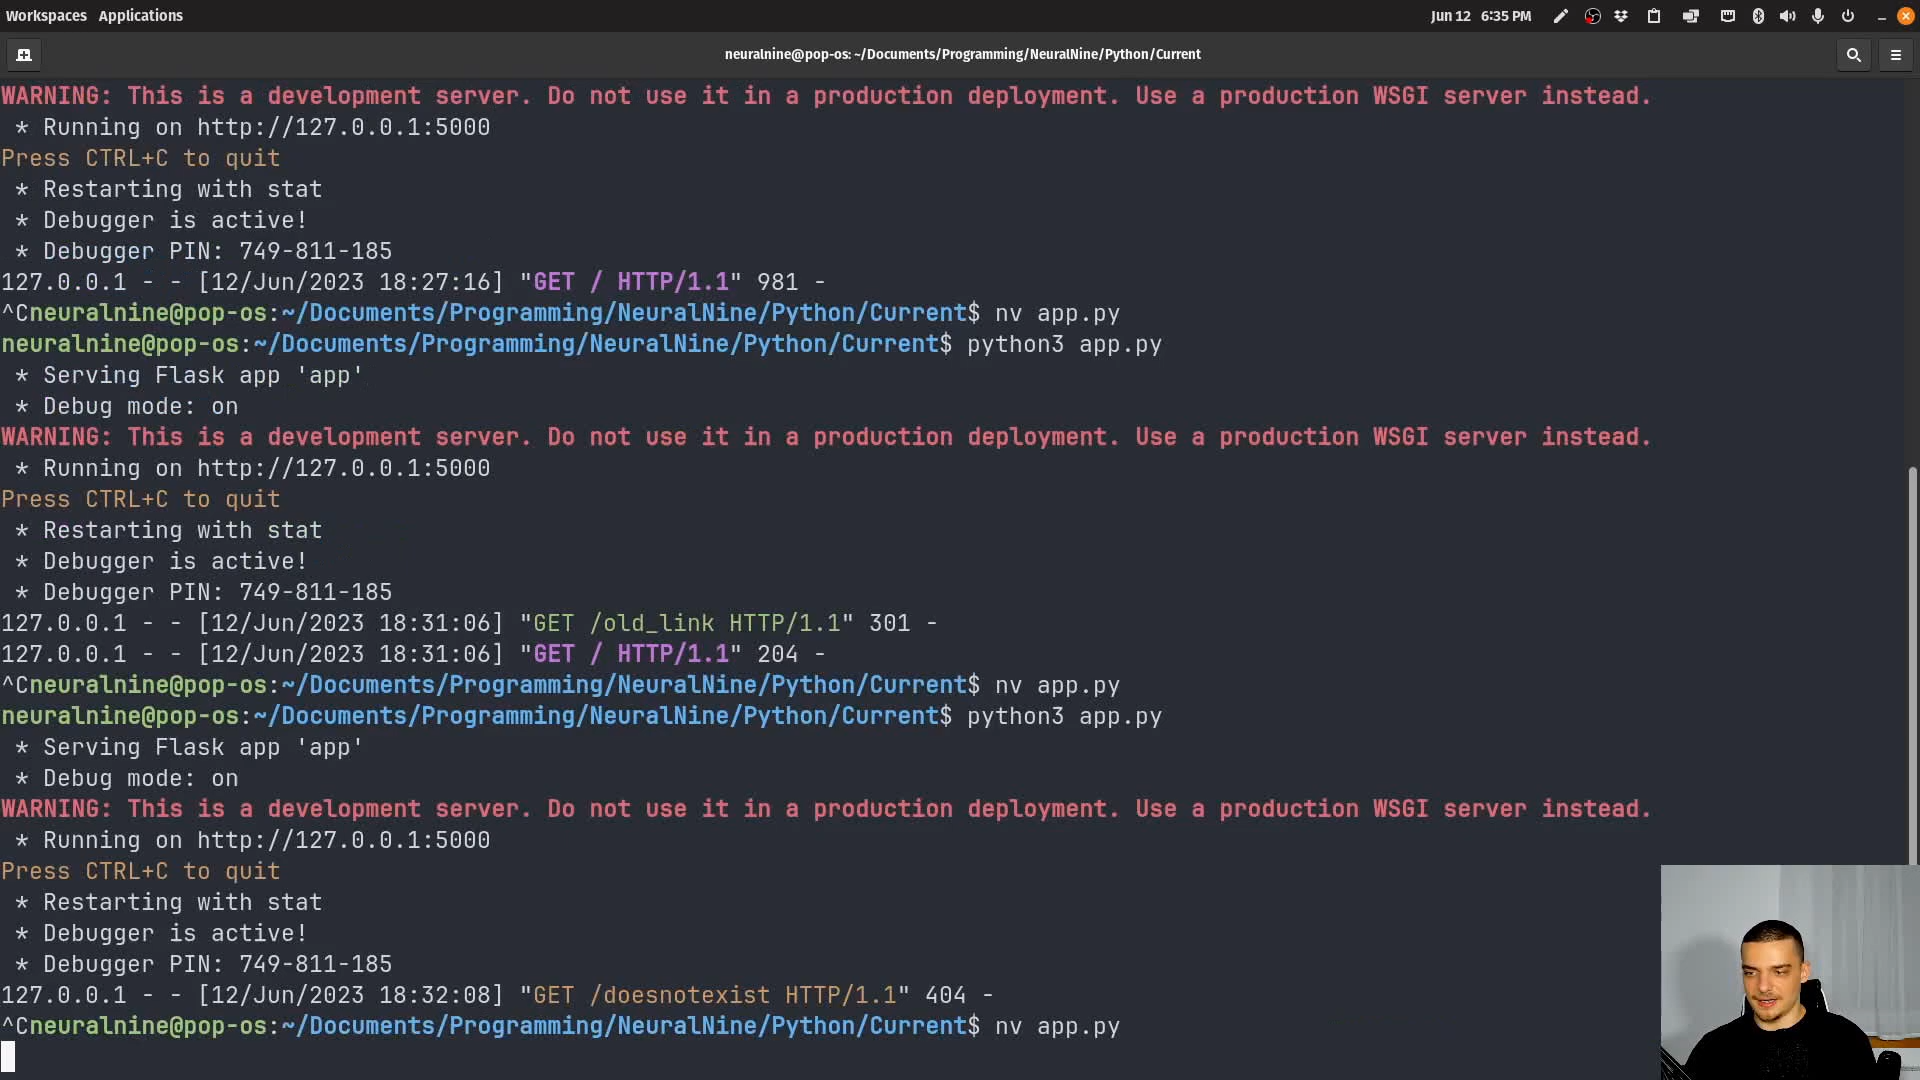 Workspaces Applications Jun 12 6:35 PM
neuralnine@pop-os: ~/Documents/Programming/NeuralNine/Python/Current
WARNING: This is a development server. Do not use it in a production deployment. Use a production WSGI server instead.
 * Running on http://127.0.0.1:5000
Press CTRL+C to quit
 * Restarting with stat
 * Debugger is active!
 * Debugger PIN: 749-811-185
127.0.0.1 - - [12/Jun/2023 18:27:16] "GET / HTTP/1.1" 981 -
^Cneuralnine@pop-os:~/Documents/Programming/NeuralNine/Python/Current$ nv app.py
neuralnine@pop-os:~/Documents/Programming/NeuralNine/Python/Current$ python3 app.py
 * Serving Flask app 'app'
 * Debug mode: on
WARNING: This is a development server. Do not use it in a production deployment. Use a production WSGI server instead.
 * Running on http://127.0.0.1:5000
Press CTRL+C to quit
 * Restarting with stat
 * Debugger is active!
 * Debugger PIN: 749-811-185
127.0.0.1 - - [12/Jun/2023 18:31:06] "GET /old_link HTTP/1.1" 301 -
127.0.0.1 - - [12/Jun/2023 18:31:06] "GET / HTTP/1.1" 204 -
^Cneuralnine@pop-os:~/Documents/Programming/NeuralNine/Python/Current$ nv app.py
neuralnine@pop-os:~/Documents/Programming/NeuralNine/Python/Current$ python3 app.py
 * Serving Flask app 'app'
 * Debug mode: on
WARNING: This is a development server. Do not use it in a production deployment. Use a production WSGI server instead.
 * Running on http://127.0.0.1:5000
Press CTRL+C to quit
 * Restarting with stat
 * Debugger is active!
 * Debugger PIN: 749-811-185
127.0.0.1 - - [12/Jun/2023 18:32:08] "GET /doesnotexist HTTP/1.1" 404 -
^Cneuralnine@pop-os:~/Documents/Programming/NeuralNine/Python/Current$ nv app.py